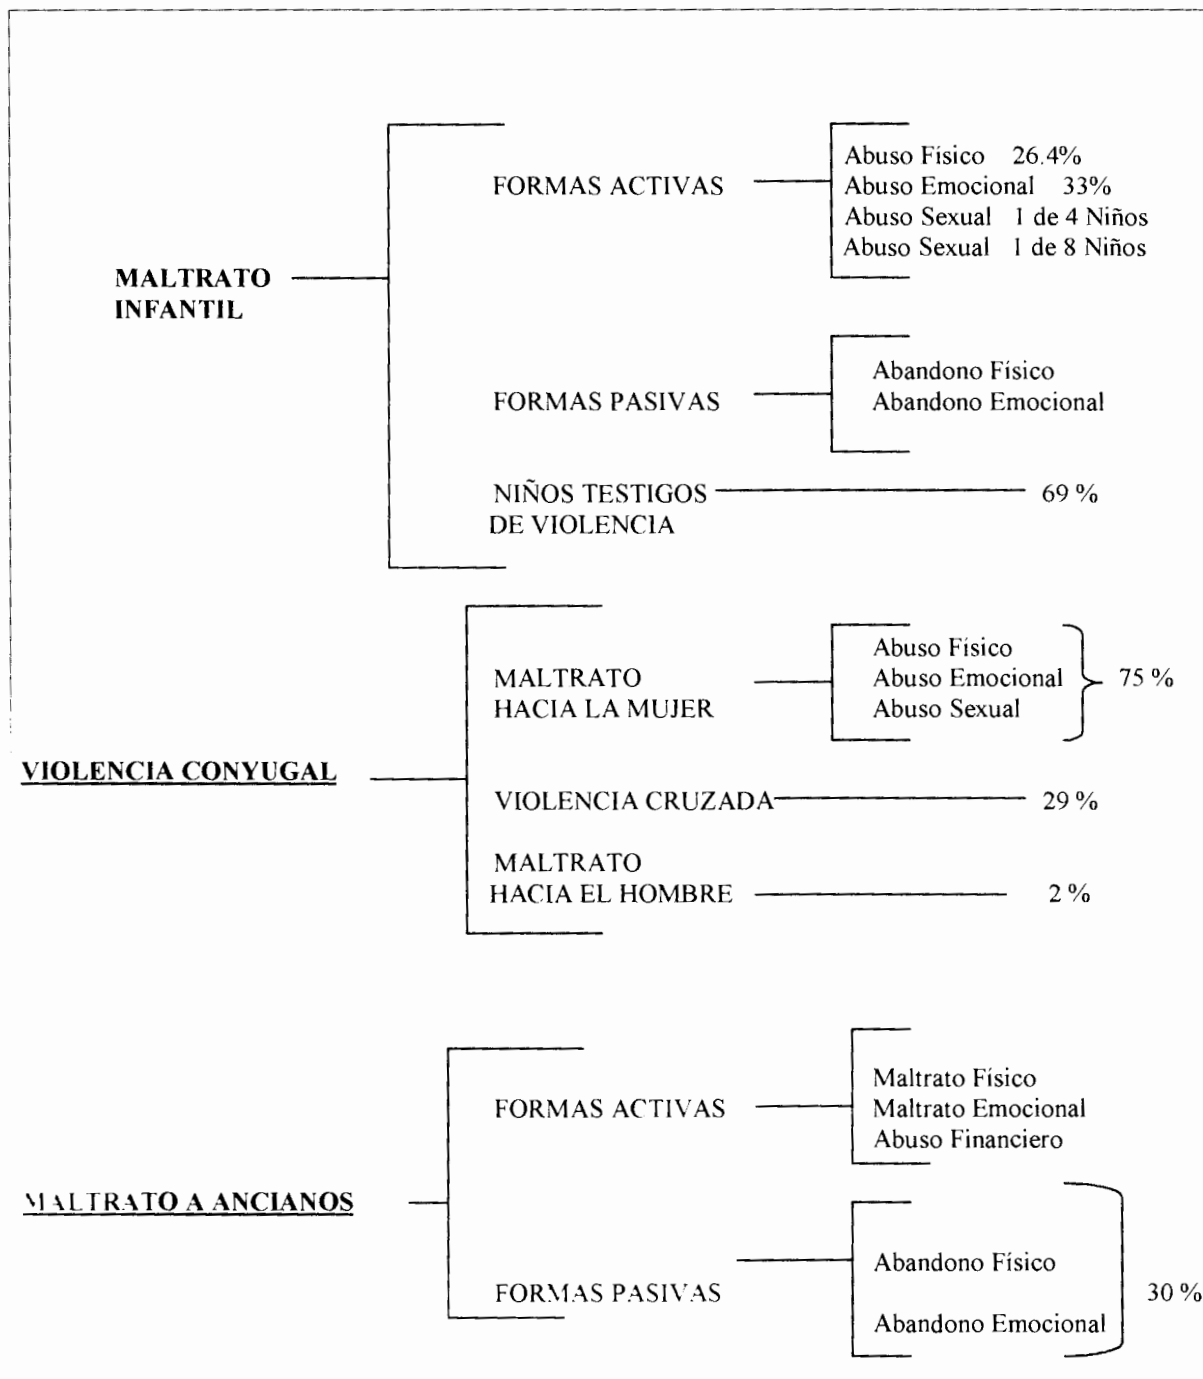 FORMAS ACTIVAS
Abuso Físico 26.4%
Abuso Emocional 33%
Abuso Sexual 1 de 4 Niños
Abuso Sexual 1 de 8 Niños
MALTRATO
INFANTIL
FORMAS PASIVAS
Abandono Físico
Abandono Emocional
NIÑOS TESTIGOS
DE VIOLENCIA
69 %
VIOLENCIA CONYUGAL
MALTRATO
HACIA LA MUJER
Abuso Físico
Abuso Emocional
Abuso Sexual
75 %
VIOLENCIA CRUZADA
29 %
MALTRATO
HACIA EL HOMBRE
2 %
MALTRATO A ANCIANOS
FORMAS ACTIVAS
Maltrato Físico
Maltrato Emocional
Abuso Financiero
FORMAS PASIVAS
Abandono Físico
Abandono Emocional
30 %